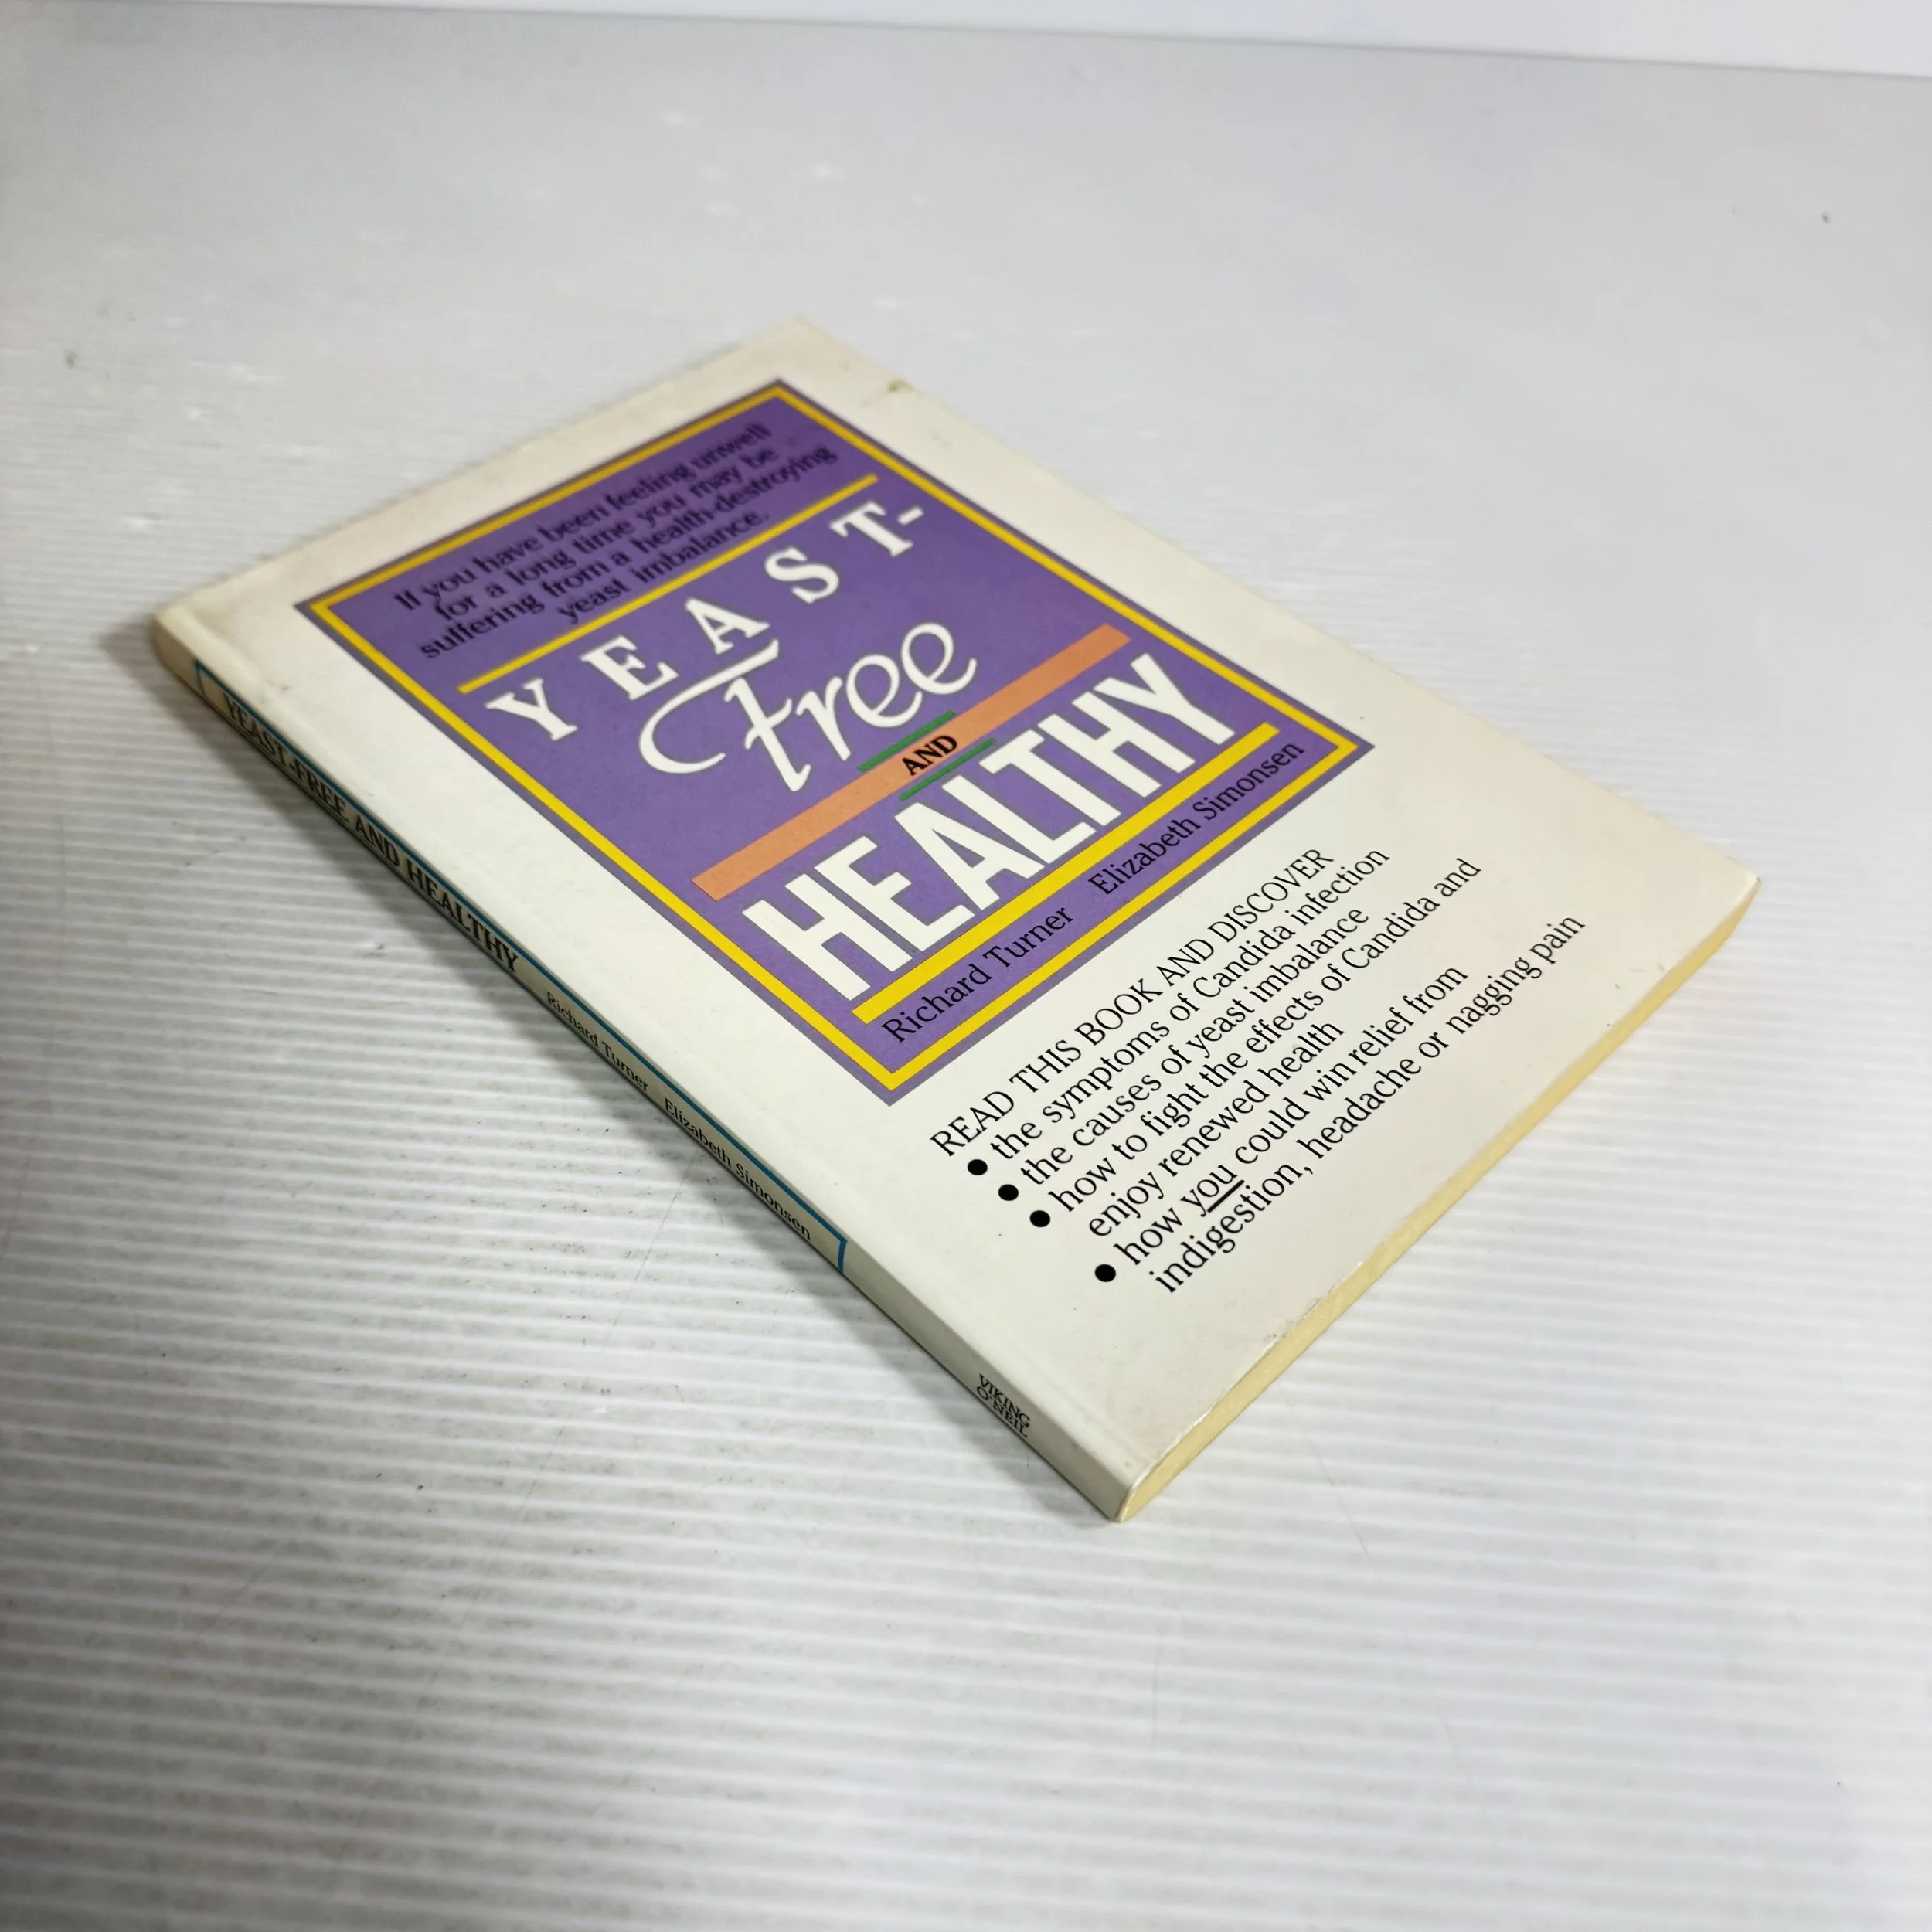 If you have been feeling unwell
for a long time you may be
suffering from a health-destroying
yeast imbalance.
YEAST-
Free
AND
HEALTHY
Richard Turner Elizabeth Simonsen
READ THIS BOOK AND DISCOVER
● the symptoms of Candida infection
● the causes of yeast imbalance
● how to fight the effects of Candida and
enjoy renewed health
● how you could win relief from
indigestion, headache or nagging pain
YEAST-FREE AND HEALTHY Richard Turner Elizabeth Simonsen
VIKING
O'NEIL